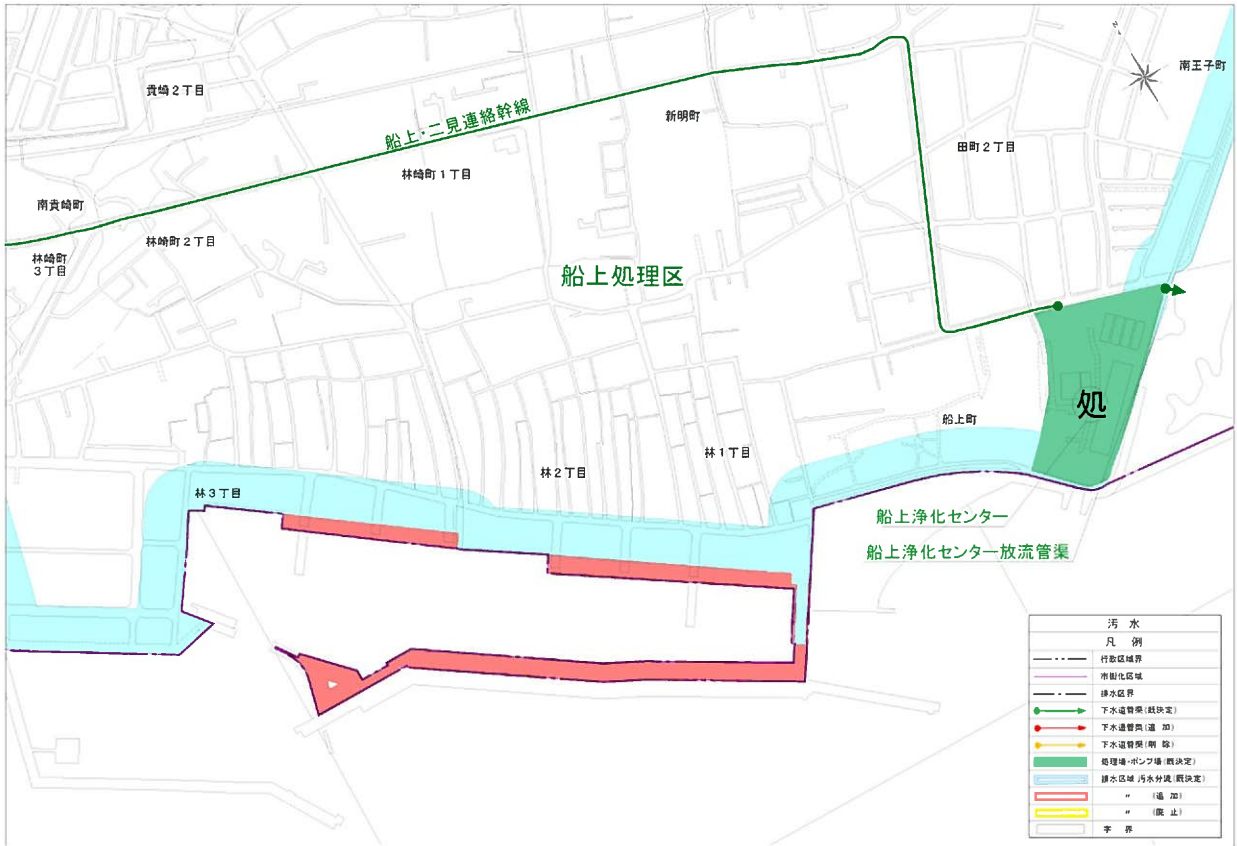 N
南王子町
貴崎2丁目
船上・二見連絡幹線
新明町
田町2丁目
林崎町1丁目
南貴崎町
林崎町2丁目
林崎町
3丁目
船上処理区
処
船上町
林1丁目
林2丁目
林3丁目
船上浄化センター
船上浄化センター放流管渠
汚 水
凡 例
行政区域界
市街化区域
排水区界
下水道管渠(既決定)
下水道管渠(追 加)
下水道管渠(削 除)
処理場・ポンプ場(既決定)
排水区域 汚水分流(既決定)
〃 (追 加)
〃 (廃 止)
字 界